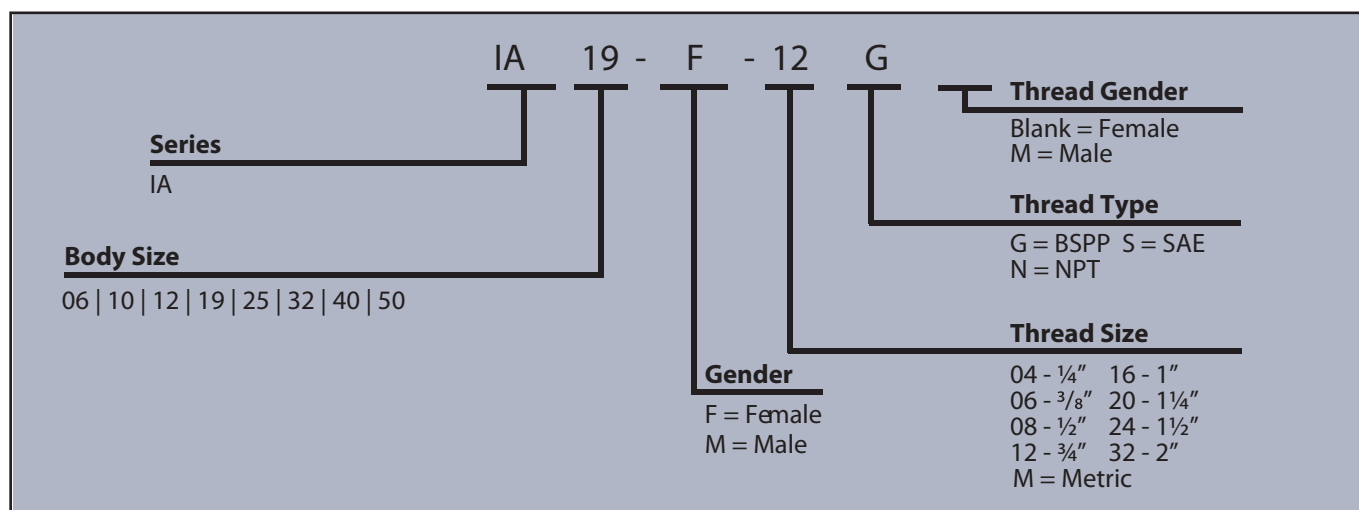 IA 19 - F - 12 G
Thread Gender
Blank = Female
M = Male
Series
IA
Thread Type
G = BSPP S = SAE
N = NPT
Body Size
06 | 10 | 12 | 19 | 25 | 32 | 40 | 50
Thread Size
04 - ¼″ 16 - 1″
06 - ³/₈″ 20 - 1¼″
08 - ½″ 24 - 1½″
12 - ¾″ 32 - 2″
M = Metric
Gender
F = Female
M = Male